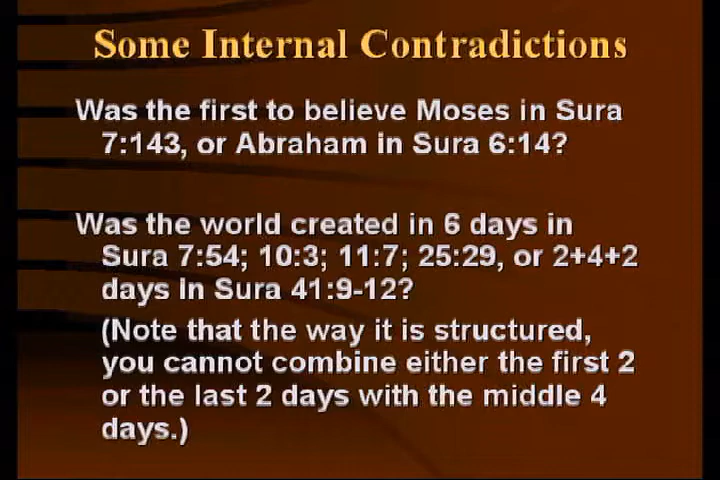 Some Internal Contradictions
Was the first to believe Moses in Sura
7:143, or Abraham in Sura 6:14?
Was the world created in 6 days in
Sura 7:54; 10:3; 11:7; 25:29, or 2+4+2
days in Sura 41:9-12?
(Note that the way it is structured,
you cannot combine either the first 2
or the last 2 days with the middle 4
days.)